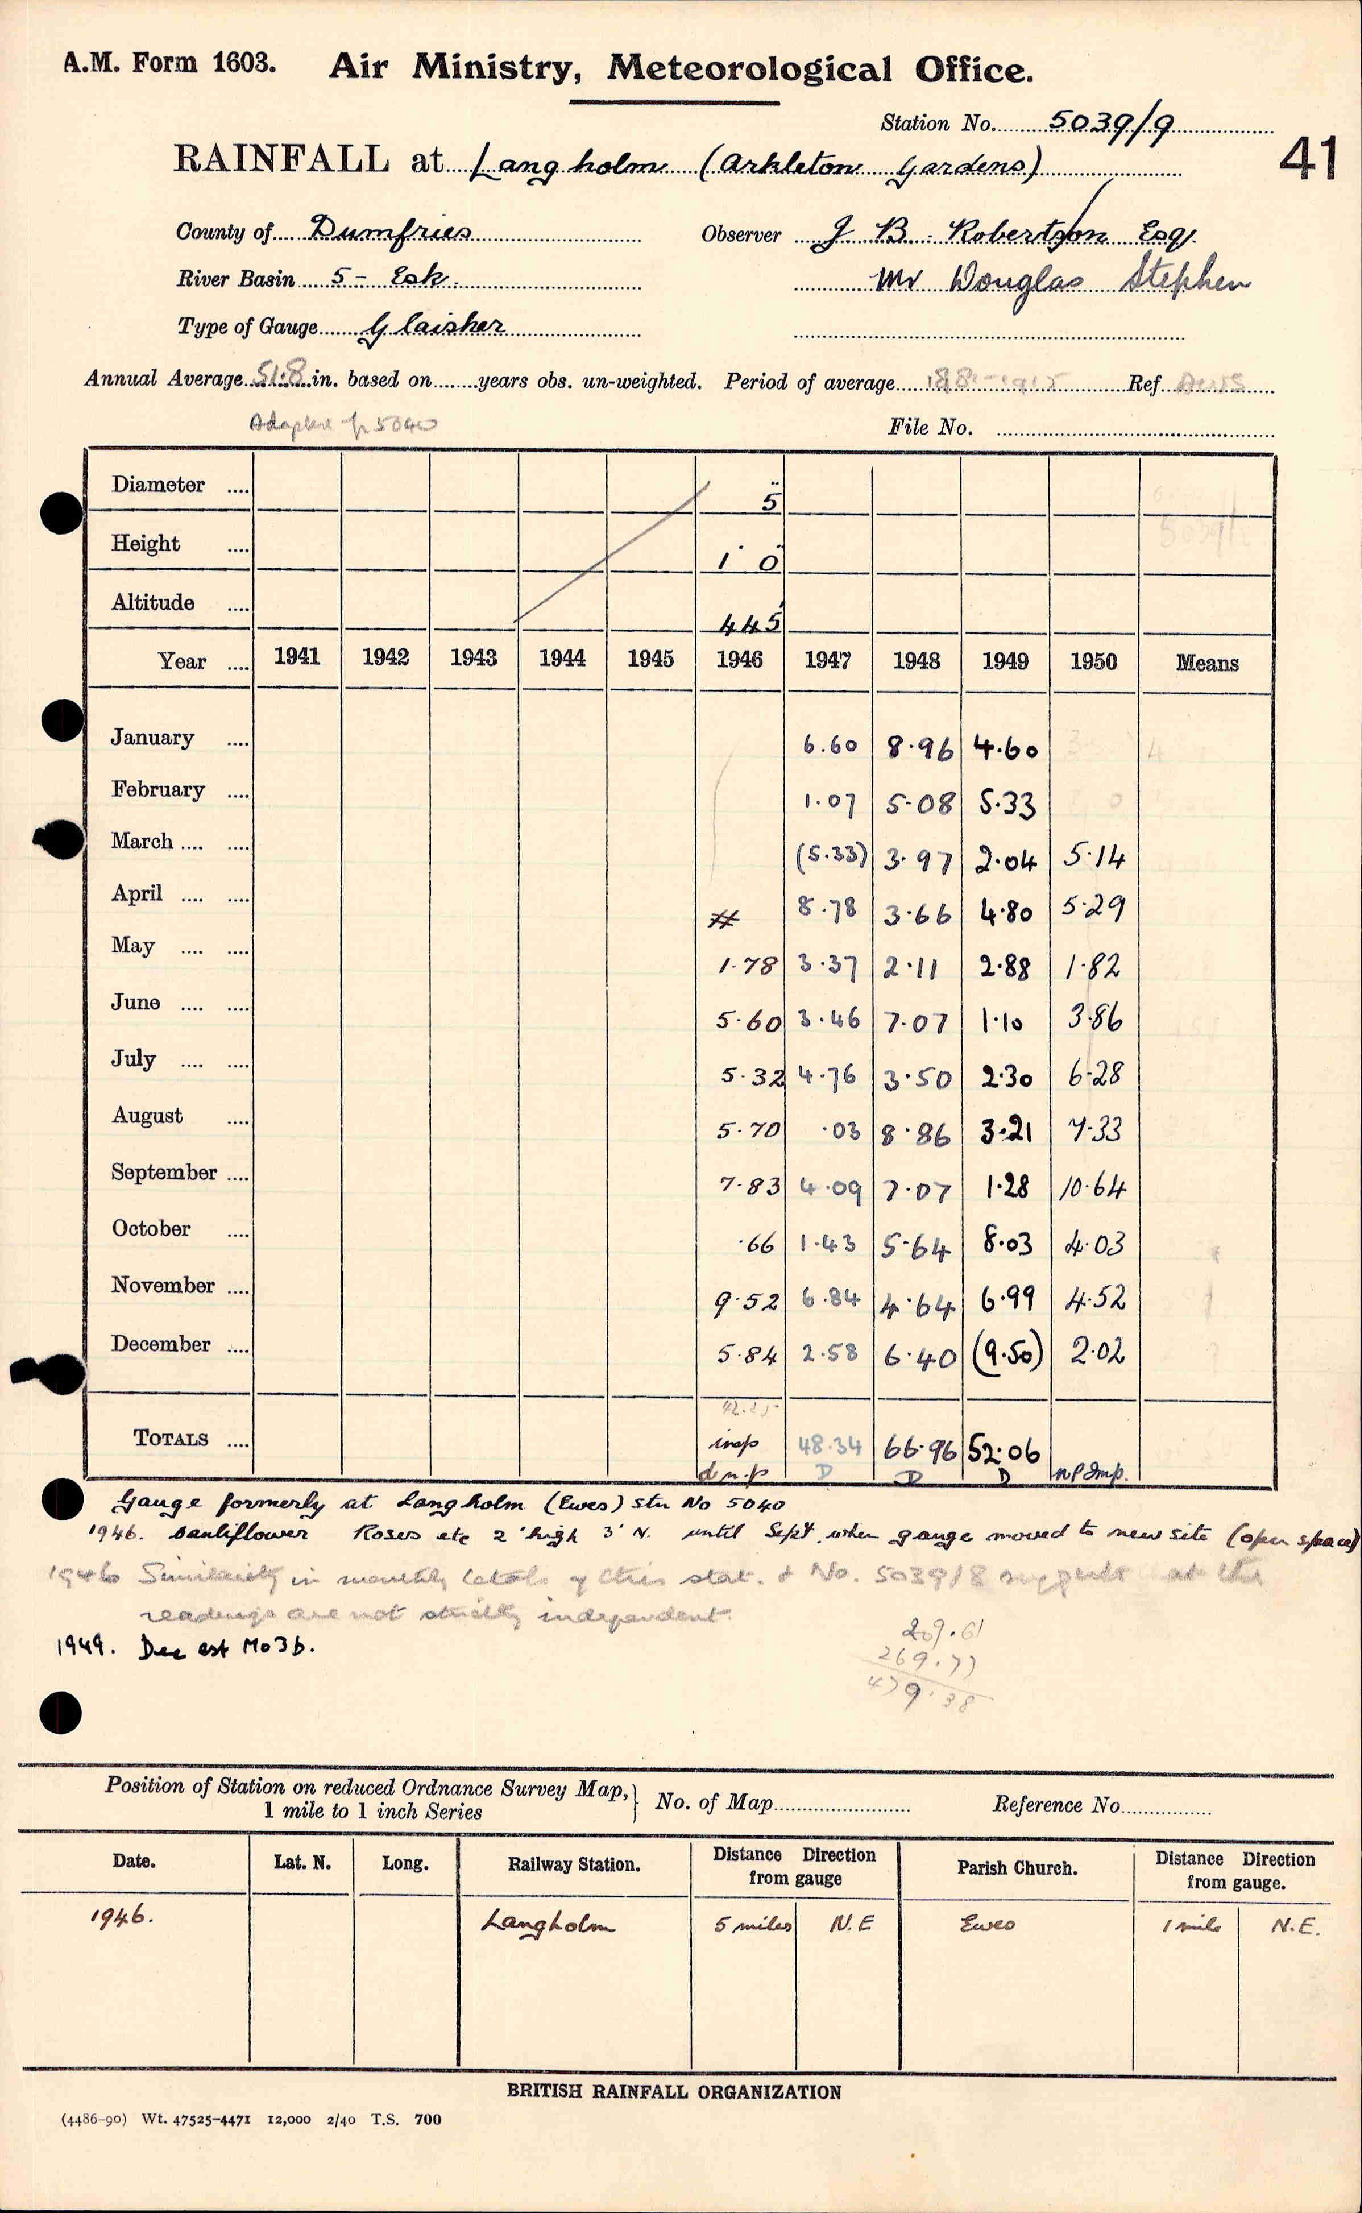 A.M. Form 1603. Air Ministry, Meteorological Office.
Station No. 5039/9
41
RAINFALL at Langholm (Arkleton Gardens)
County of Dumfries Observer J. B. Robertson Esq.
River Basin 5 - Esk. Mr Douglas Stephen
Type of Gauge Glaisher
Annual Average 51.8 in. based on years obs. un-weighted. Period of average 1881-1915 Ref
Adapted fr 5040 File No.
Diameter 5"
Height 1' 0"
Altitude 445'
Year 1941 1942 1943 1944 1945 1946 1947 1948 1949 1950 Means
January 6.60 8.96 4.60
February 1.07 5.08 5.33
March (5.33) 3.97 2.04 5.14
April # 8.78 3.66 4.80 5.29
May 1.78 3.37 2.11 2.88 1.82
June 5.60 3.46 7.07 1.10 3.86
July 5.32 4.76 3.50 2.30 6.28
August 5.70 .03 8.86 3.21 7.33
September 7.83 4.09 7.07 1.28 10.64
October .66 1.43 5.64 8.03 4.03
November 9.52 6.84 4.64 6.99 4.52
December 5.84 2.58 6.40 (9.50) 2.02
42.25
TOTALS insp 48.34 66.96 52.06
d n.p D D D n.p Imp.
Gauge formerly at Langholm (Ewes) stn No 5040
1946. Cauliflower Roses etc 2' high 3' N. until Sept. when gauge moved to new site (open space)
1946 Similarity in monthly totals of this stat. & No. 5039/8 suggests that the
readings are not strictly independent.
1949. Dec est Mo3b.
209.61
269.77
479.38
Position of Station on reduced Ordnance Survey Map, 1 mile to 1 inch Series } No. of Map Reference No.
Date. Lat. N. Long. Railway Station. Distance Direction from gauge Parish Church. Distance Direction from gauge.
1946. Langholm 5 miles N.E Ewes 1 mile N.E.
BRITISH RAINFALL ORGANIZATION
(4486-90) Wt. 47525-4471 12,000 2/40 T.S. 700